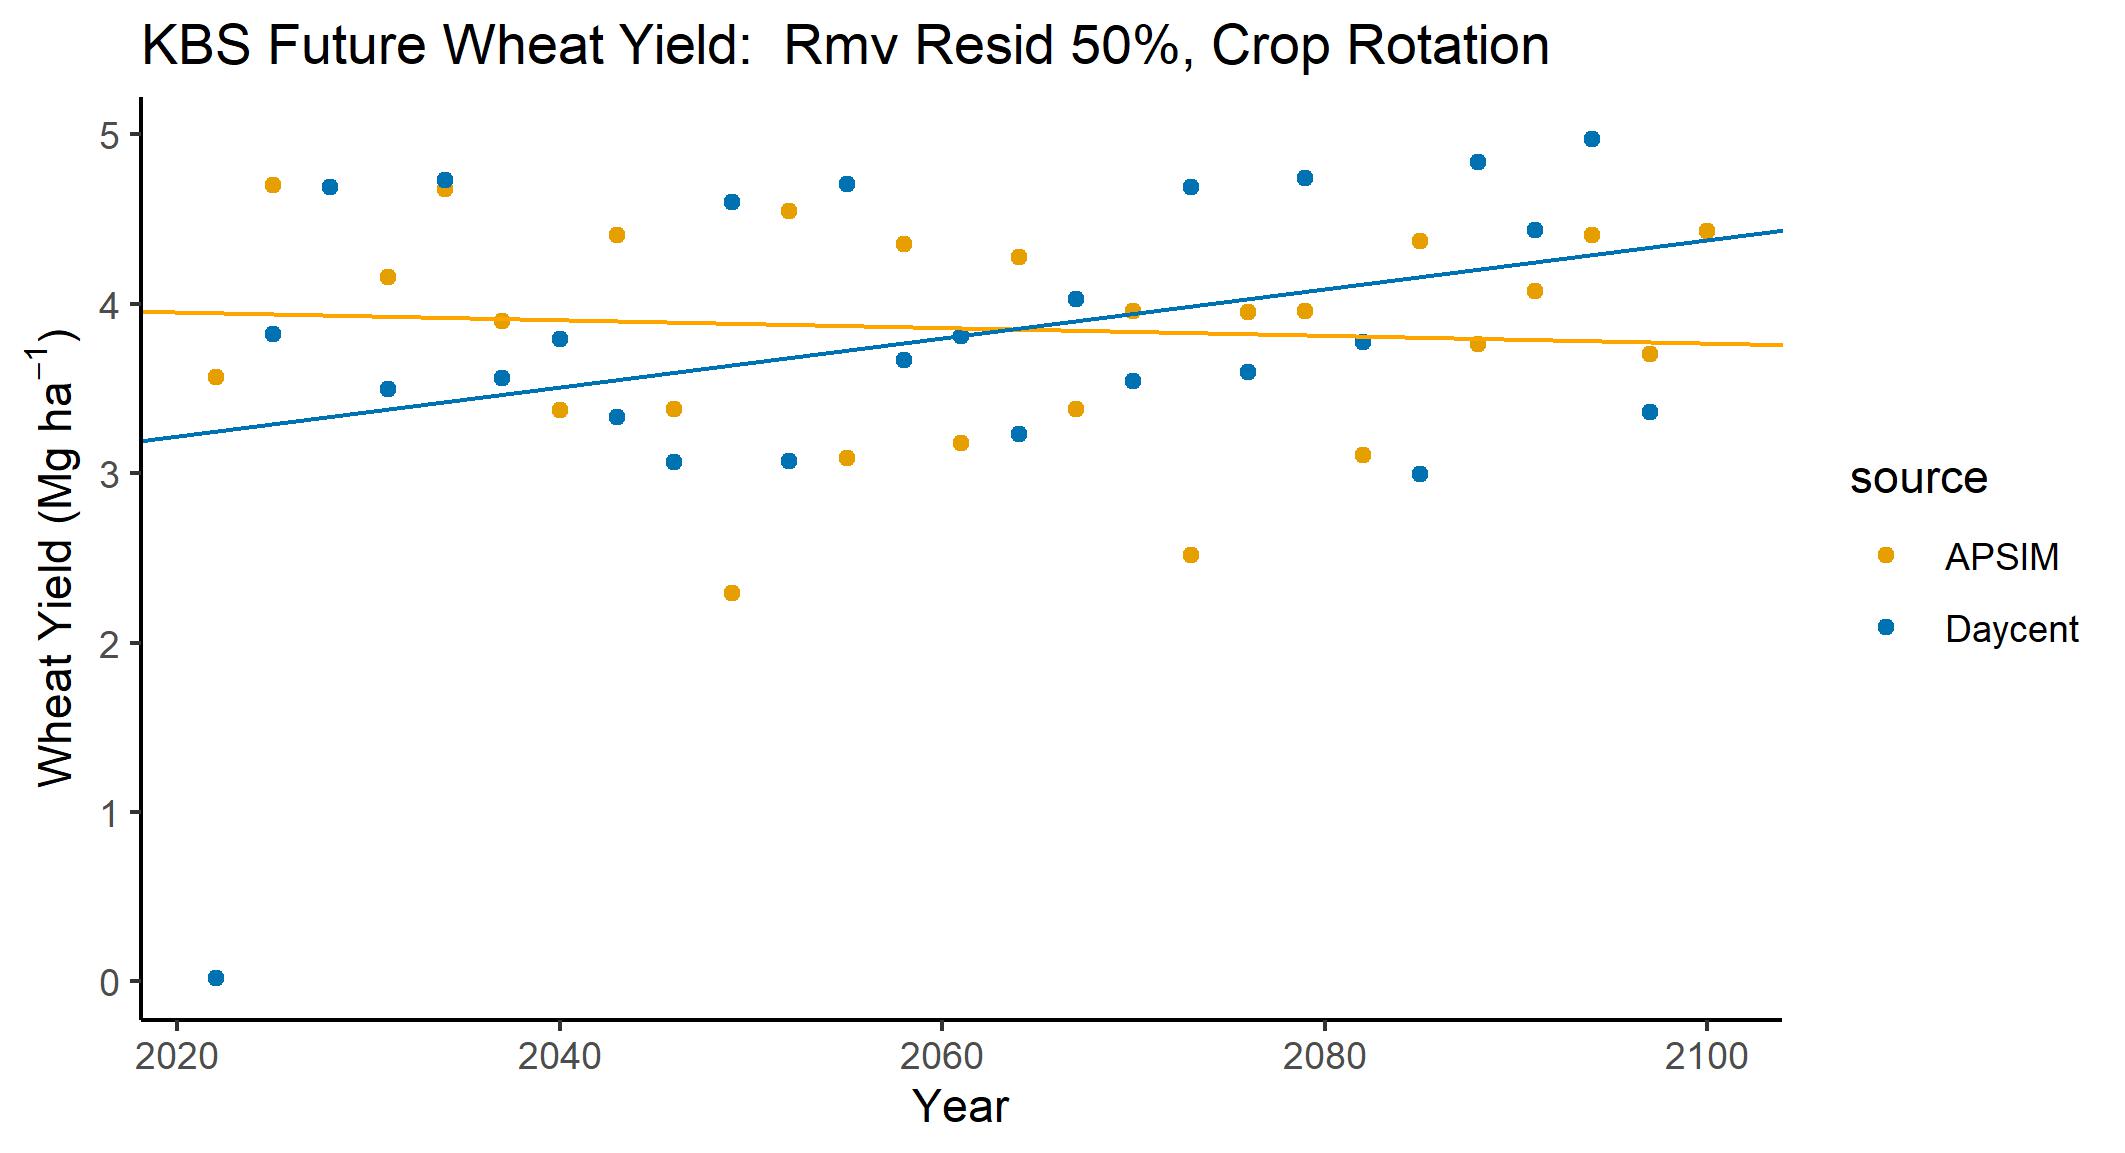 KBS Future Wheat Yield:  Rmv Resid 50%, Crop Rotation
Wheat Yield (Mg ha⁻¹)
5
4
3
2
1
0
2020 2040 2060 2080 2100
Year
source
APSIM
Daycent